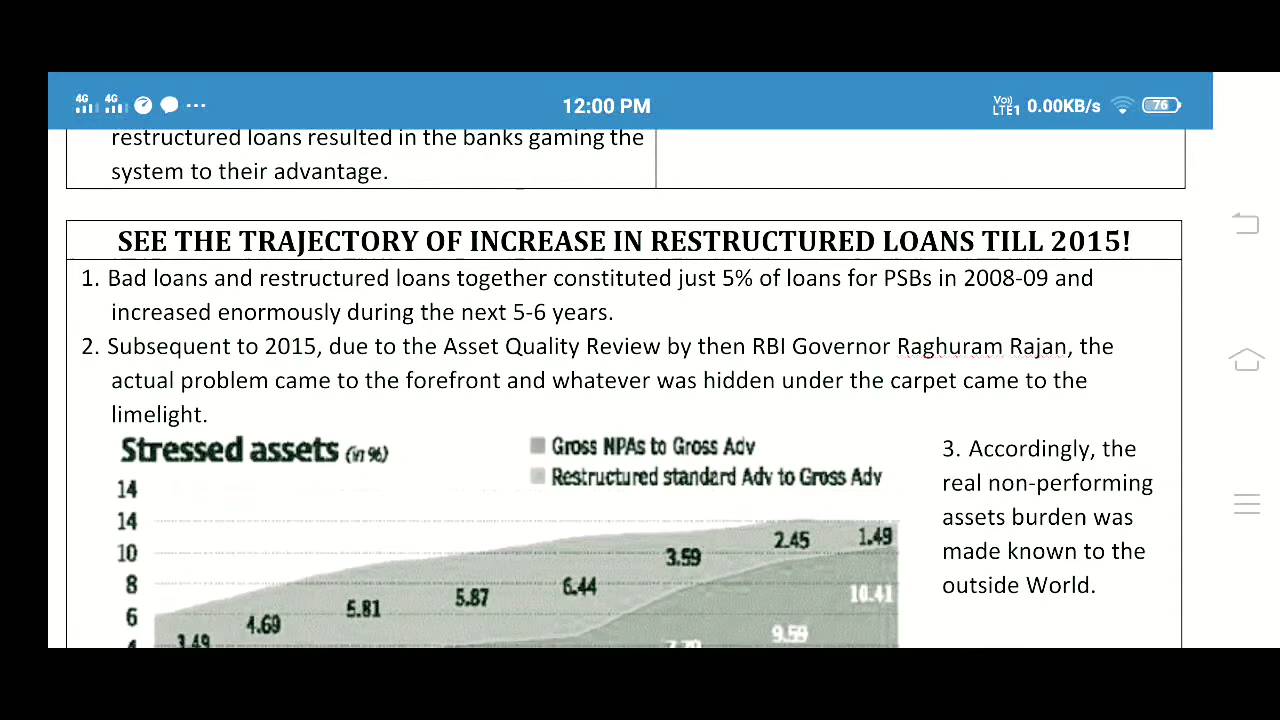 4G 4G ... 12:00 PM Vo)) LTE1 0.00KB/s 76
restructured loans resulted in the banks gaming the
system to their advantage.
SEE THE TRAJECTORY OF INCREASE IN RESTRUCTURED LOANS TILL 2015!
1. Bad loans and restructured loans together constituted just 5% of loans for PSBs in 2008-09 and
increased enormously during the next 5-6 years.
2. Subsequent to 2015, due to the Asset Quality Review by then RBI Governor Raghuram Rajan, the
actual problem came to the forefront and whatever was hidden under the carpet came to the
limelight.
Stressed assets (in %)
Gross NPAs to Gross Adv
Restructured standard Adv to Gross Adv
14
14
10
8
6
3.49 4.69 5.81 5.87 6.44 3.59 2.45 1.49
9.59 10.41
3. Accordingly, the
real non-performing
assets burden was
made known to the
outside World.